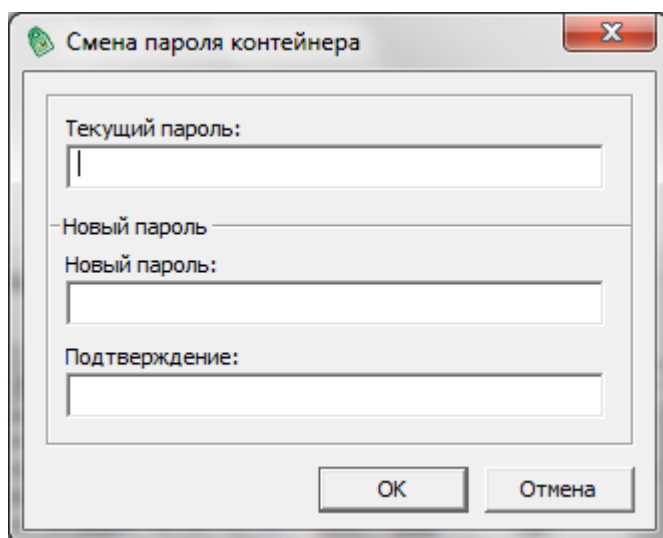 Смена пароля контейнера
Текущий пароль:
Новый пароль
Новый пароль:
Подтверждение:
OK
Отмена